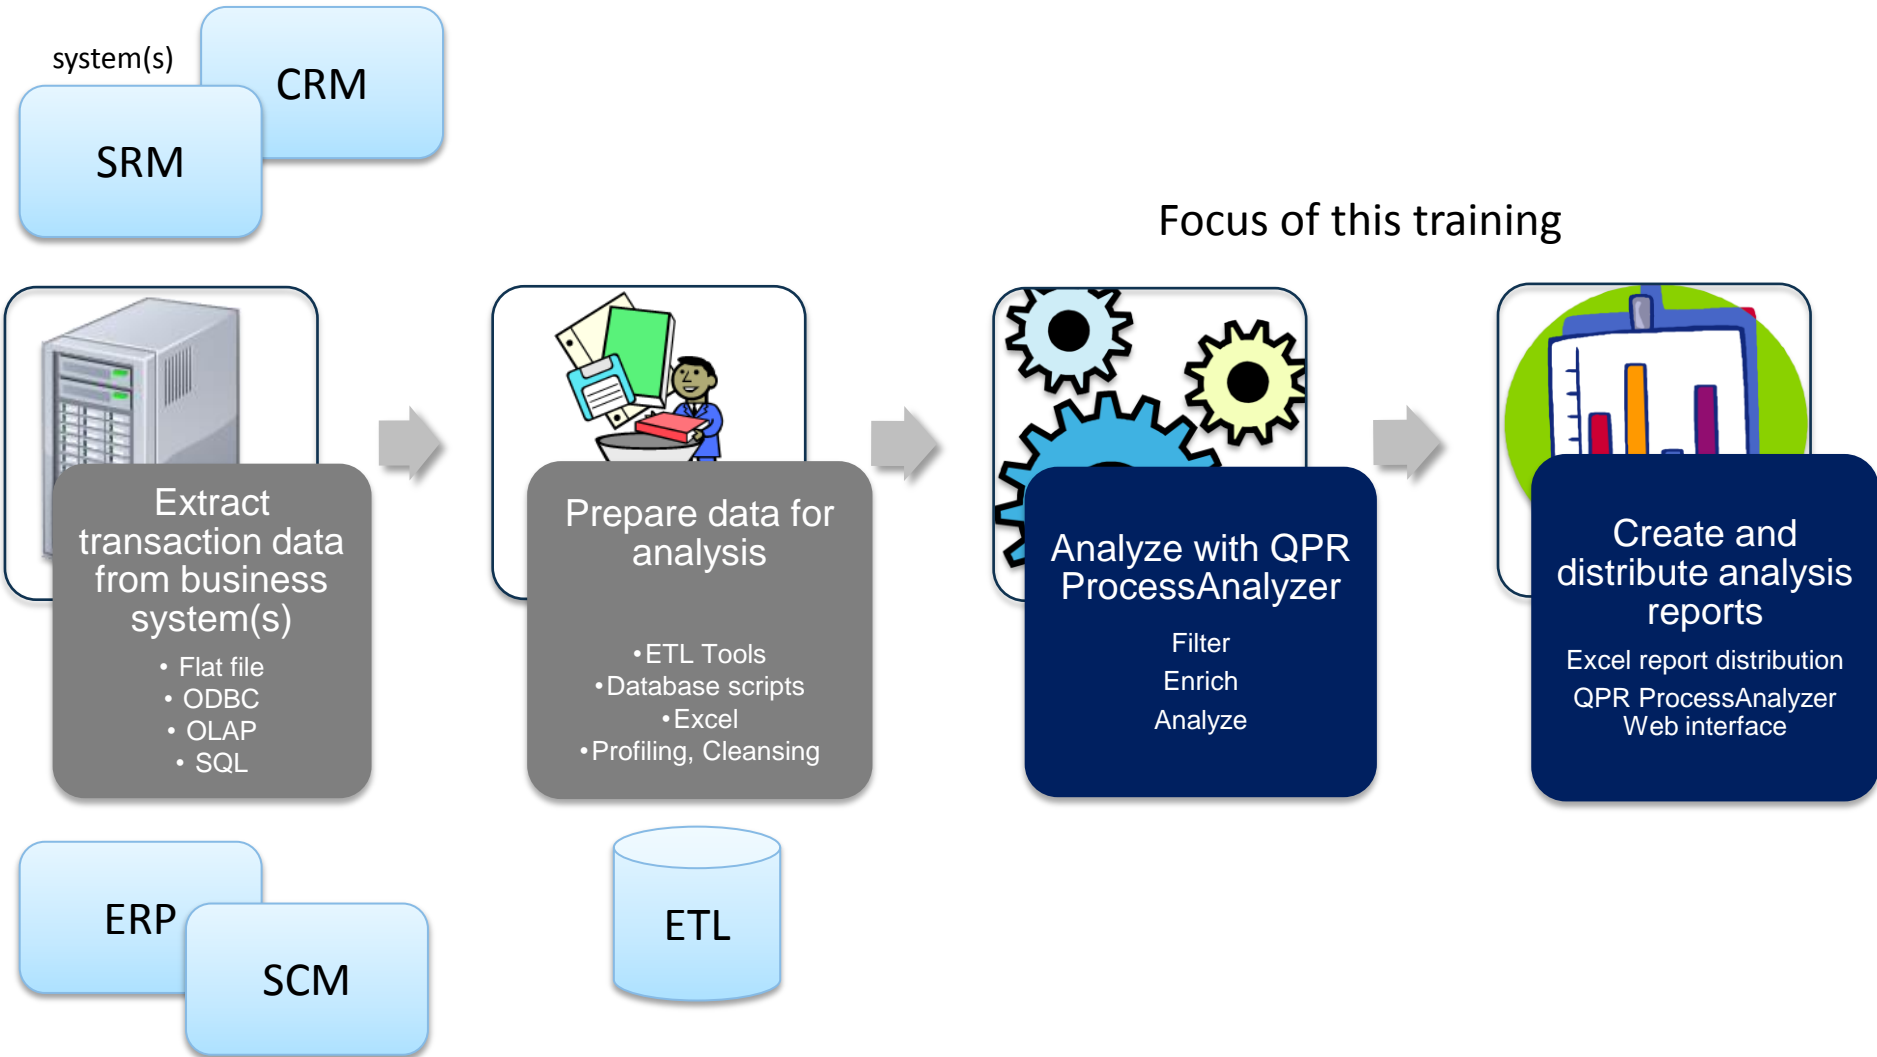 system(s)
CRM
SRM
Focus of this training
Extract
transaction data
from business
system(s)
• Flat file
• ODBC
• OLAP
• SQL
Prepare data for
analysis
•ETL Tools
•Database scripts
•Excel
•Profiling, Cleansing
Analyze with QPR
ProcessAnalyzer
Filter
Enrich
Analyze
Create and
distribute analysis
reports
Excel report distribution
QPR ProcessAnalyzer
Web interface
ERP
SCM
ETL